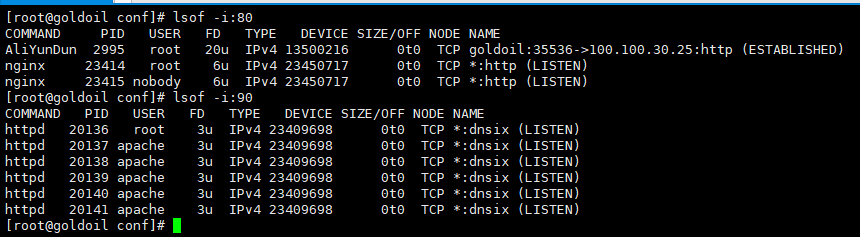 [root@goldoil conf]# lsof -i:80
COMMAND     PID   USER   FD   TYPE   DEVICE SIZE/OFF NODE NAME
AliYunDun  2995   root   20u  IPv4 13500216      0t0  TCP goldoil:35536->100.100.30.25:http (ESTABLISHED)
nginx     23414   root    6u  IPv4 23450717      0t0  TCP *:http (LISTEN)
nginx     23415 nobody    6u  IPv4 23450717      0t0  TCP *:http (LISTEN)
[root@goldoil conf]# lsof -i:90
COMMAND   PID   USER   FD   TYPE   DEVICE SIZE/OFF NODE NAME
httpd   20136   root    3u  IPv4 23409698      0t0  TCP *:dnsix (LISTEN)
httpd   20137 apache    3u  IPv4 23409698      0t0  TCP *:dnsix (LISTEN)
httpd   20138 apache    3u  IPv4 23409698      0t0  TCP *:dnsix (LISTEN)
httpd   20139 apache    3u  IPv4 23409698      0t0  TCP *:dnsix (LISTEN)
httpd   20140 apache    3u  IPv4 23409698      0t0  TCP *:dnsix (LISTEN)
httpd   20141 apache    3u  IPv4 23409698      0t0  TCP *:dnsix (LISTEN)
[root@goldoil conf]#